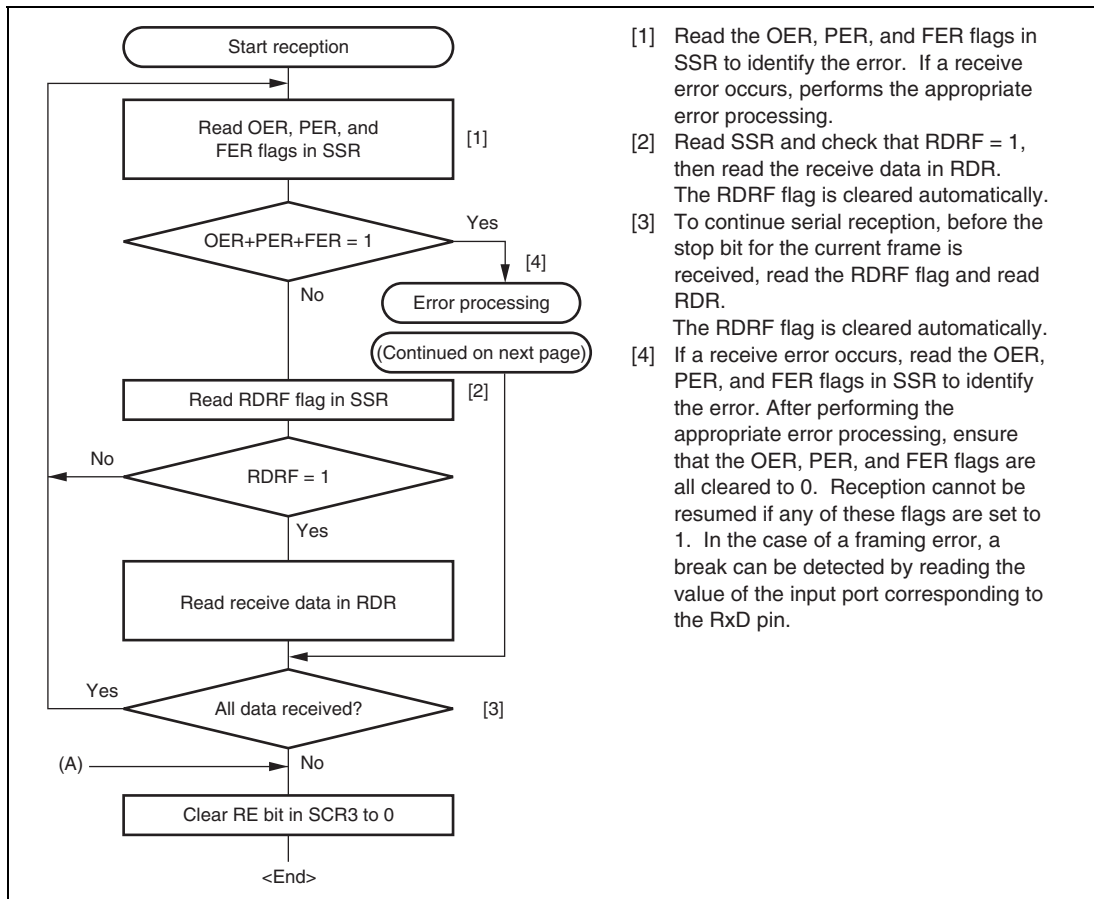 Start reception
Read OER, PER, and
FER flags in SSR
[1]
OER+PER+FER = 1
Yes
[4]
No
Error processing
(Continued on next page)
Read RDRF flag in SSR
[2]
No
RDRF = 1
Yes
Read receive data in RDR
Yes
All data received?
[3]
(A)
No
Clear RE bit in SCR3 to 0
<End>
[1] Read the OER, PER, and FER flags in
SSR to identify the error. If a receive
error occurs, performs the appropriate
error processing.
[2] Read SSR and check that RDRF = 1,
then read the receive data in RDR.
The RDRF flag is cleared automatically.
[3] To continue serial reception, before the
stop bit for the current frame is
received, read the RDRF flag and read
RDR.
The RDRF flag is cleared automatically.
[4] If a receive error occurs, read the OER,
PER, and FER flags in SSR to identify
the error. After performing the
appropriate error processing, ensure
that the OER, PER, and FER flags are
all cleared to 0. Reception cannot be
resumed if any of these flags are set to
1. In the case of a framing error, a
break can be detected by reading the
value of the input port corresponding to
the RxD pin.